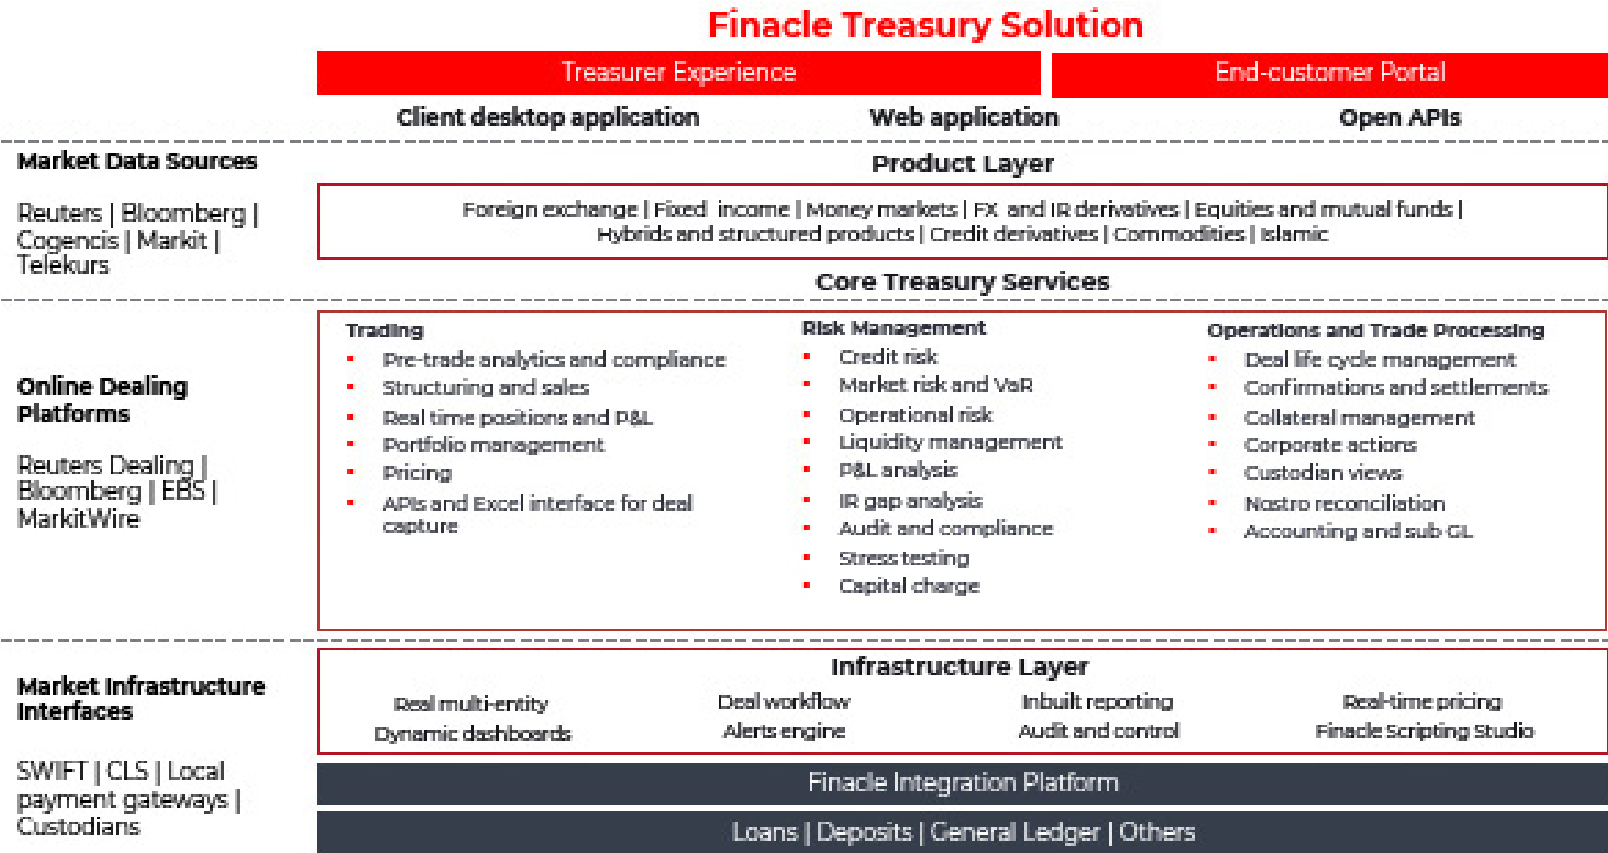 Finacle Treasury Solution
Treasurer Experience
End-customer Portal
Client desktop application
Web application
Open APIs
Market Data Sources
Reuters | Bloomberg |
Cogencis | Markit |
Telekurs
Product Layer
Foreign exchange | Fixed income | Money markets | FX and IR derivatives | Equities and mutual funds |
Hybrids and structured products | Credit derivatives | Commodities | Islamic
Core Treasury Services
Online Dealing
Platforms
Reuters Dealing |
Bloomberg | EBS |
MarkitWire
Trading
Pre-trade analytics and compliance
Structuring and sales
Real time positions and P&L
Portfolio management
Pricing
APIs and Excel interface for deal
capture
Risk Management
Credit risk
Market risk and VaR
Operational risk
Liquidity management
P&L analysis
IR gap analysis
Audit and compliance
Stress testing
Capital charge
Operations and Trade Processing
Deal life cycle management
Confirmations and settlements
Collateral management
Corporate actions
Custodian views
Nostro reconciliation
Accounting and sub GL
Market Infrastructure
Interfaces
SWIFT | CLS | Local
payment gateways |
Custodians
Infrastructure Layer
Real multi-entity
Deal workflow
Inbuilt reporting
Real-time pricing
Dynamic dashboards
Alerts engine
Audit and control
Finacle Scripting Studio
Finacle Integration Platform
Loans | Deposits | General Ledger | Others